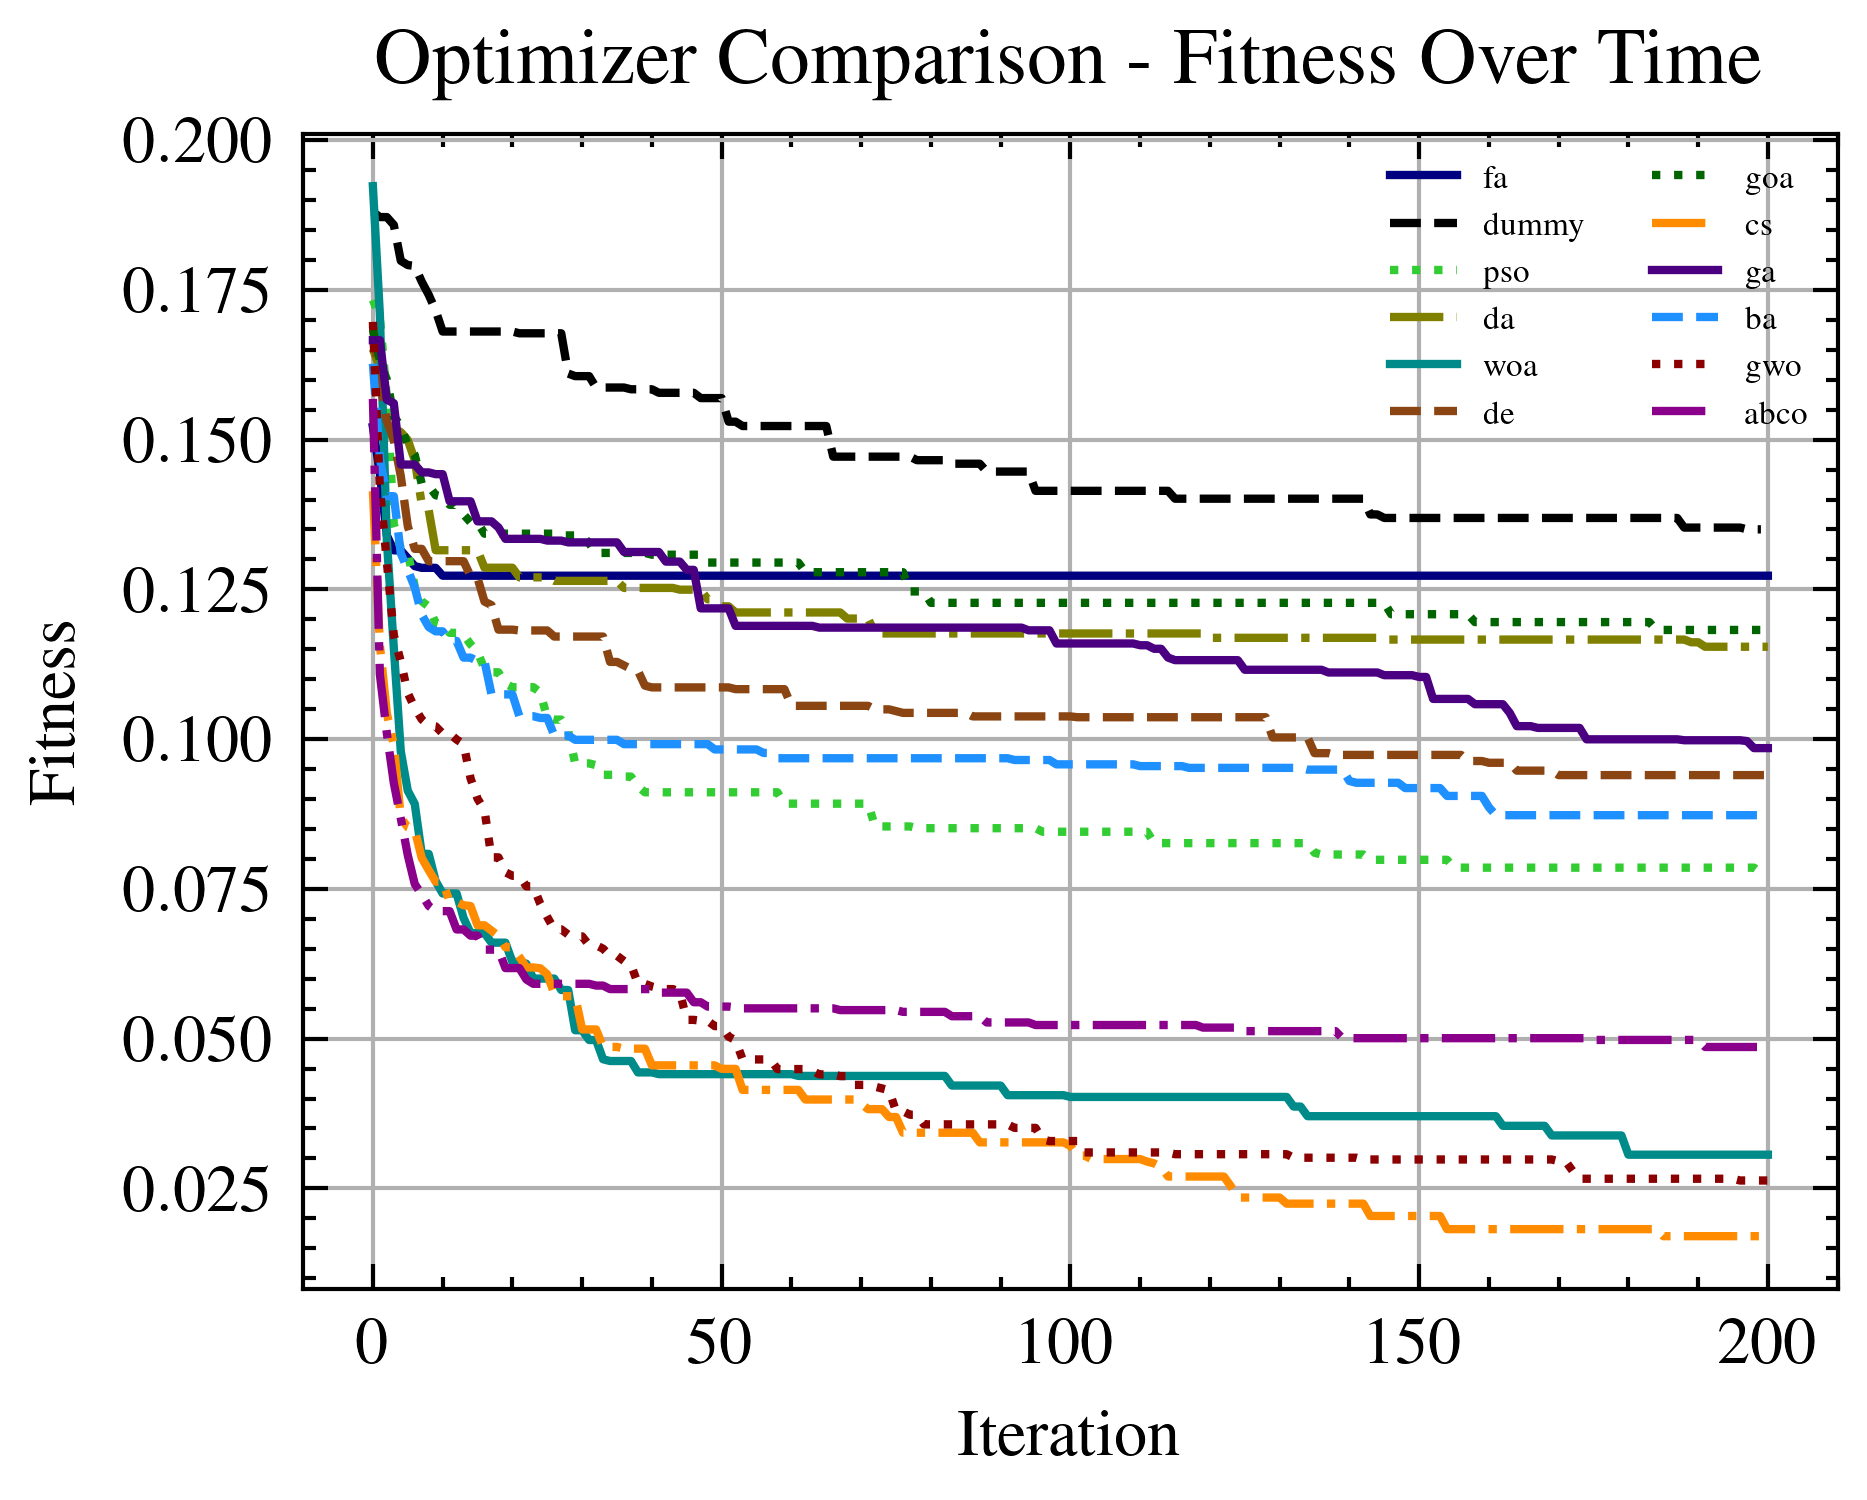 Optimizer Comparison - Fitness Over Time
0.200
0.175
0.150
0.125
0.100
0.075
0.050
0.025
Fitness
fa
dummy
pso
da
woa
de
goa
cs
ga
ba
gwo
abco
0
50
100
150
200
Iteration